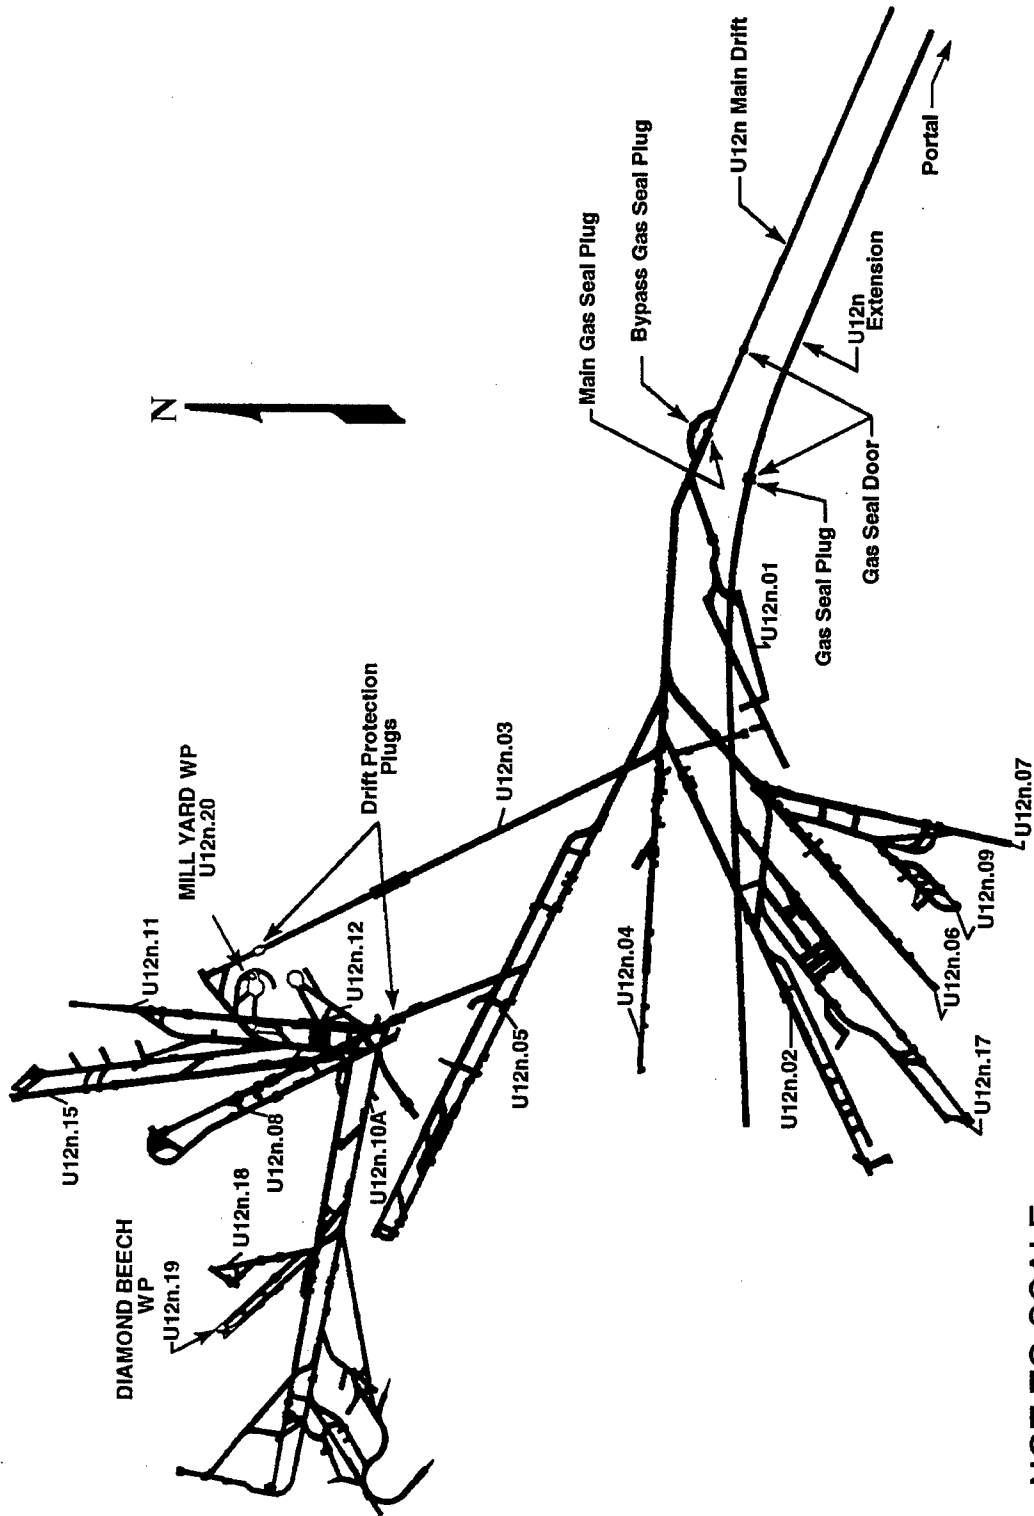 N
U12n.15
U12n.11
MILL YARD WP
U12n.20
Drift Protection
Plugs
U12n.12
U12n.03
U12n.08
U12n.10A
U12n.18
DIAMOND BEECH
WP
U12n.19
U12n.05
U12n.04
U12n.02
U12n.17
U12n.06
U12n.09
U12n.07
U12n.01
Main Gas Seal Plug
Bypass Gas Seal Plug
U12n Main Drift
Gas Seal Plug
Gas Seal Door
U12n
Extension
Portal
NOT TO SCALE